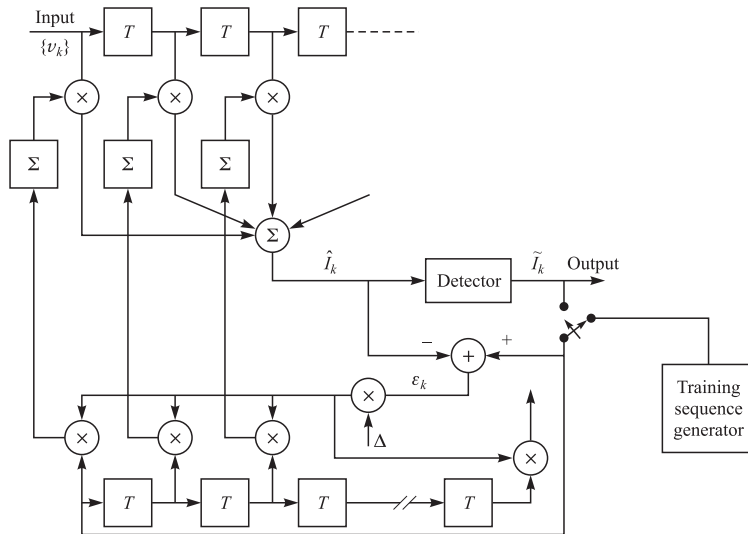 Input
{v_k}
T
T
T
×
×
×
Σ
Σ
Σ
Σ
Î_k
Detector
Ĩ_k
Output
−
+
+
ε_k
×
Δ
Training
sequence
generator
×
×
×
×
T
T
T
T